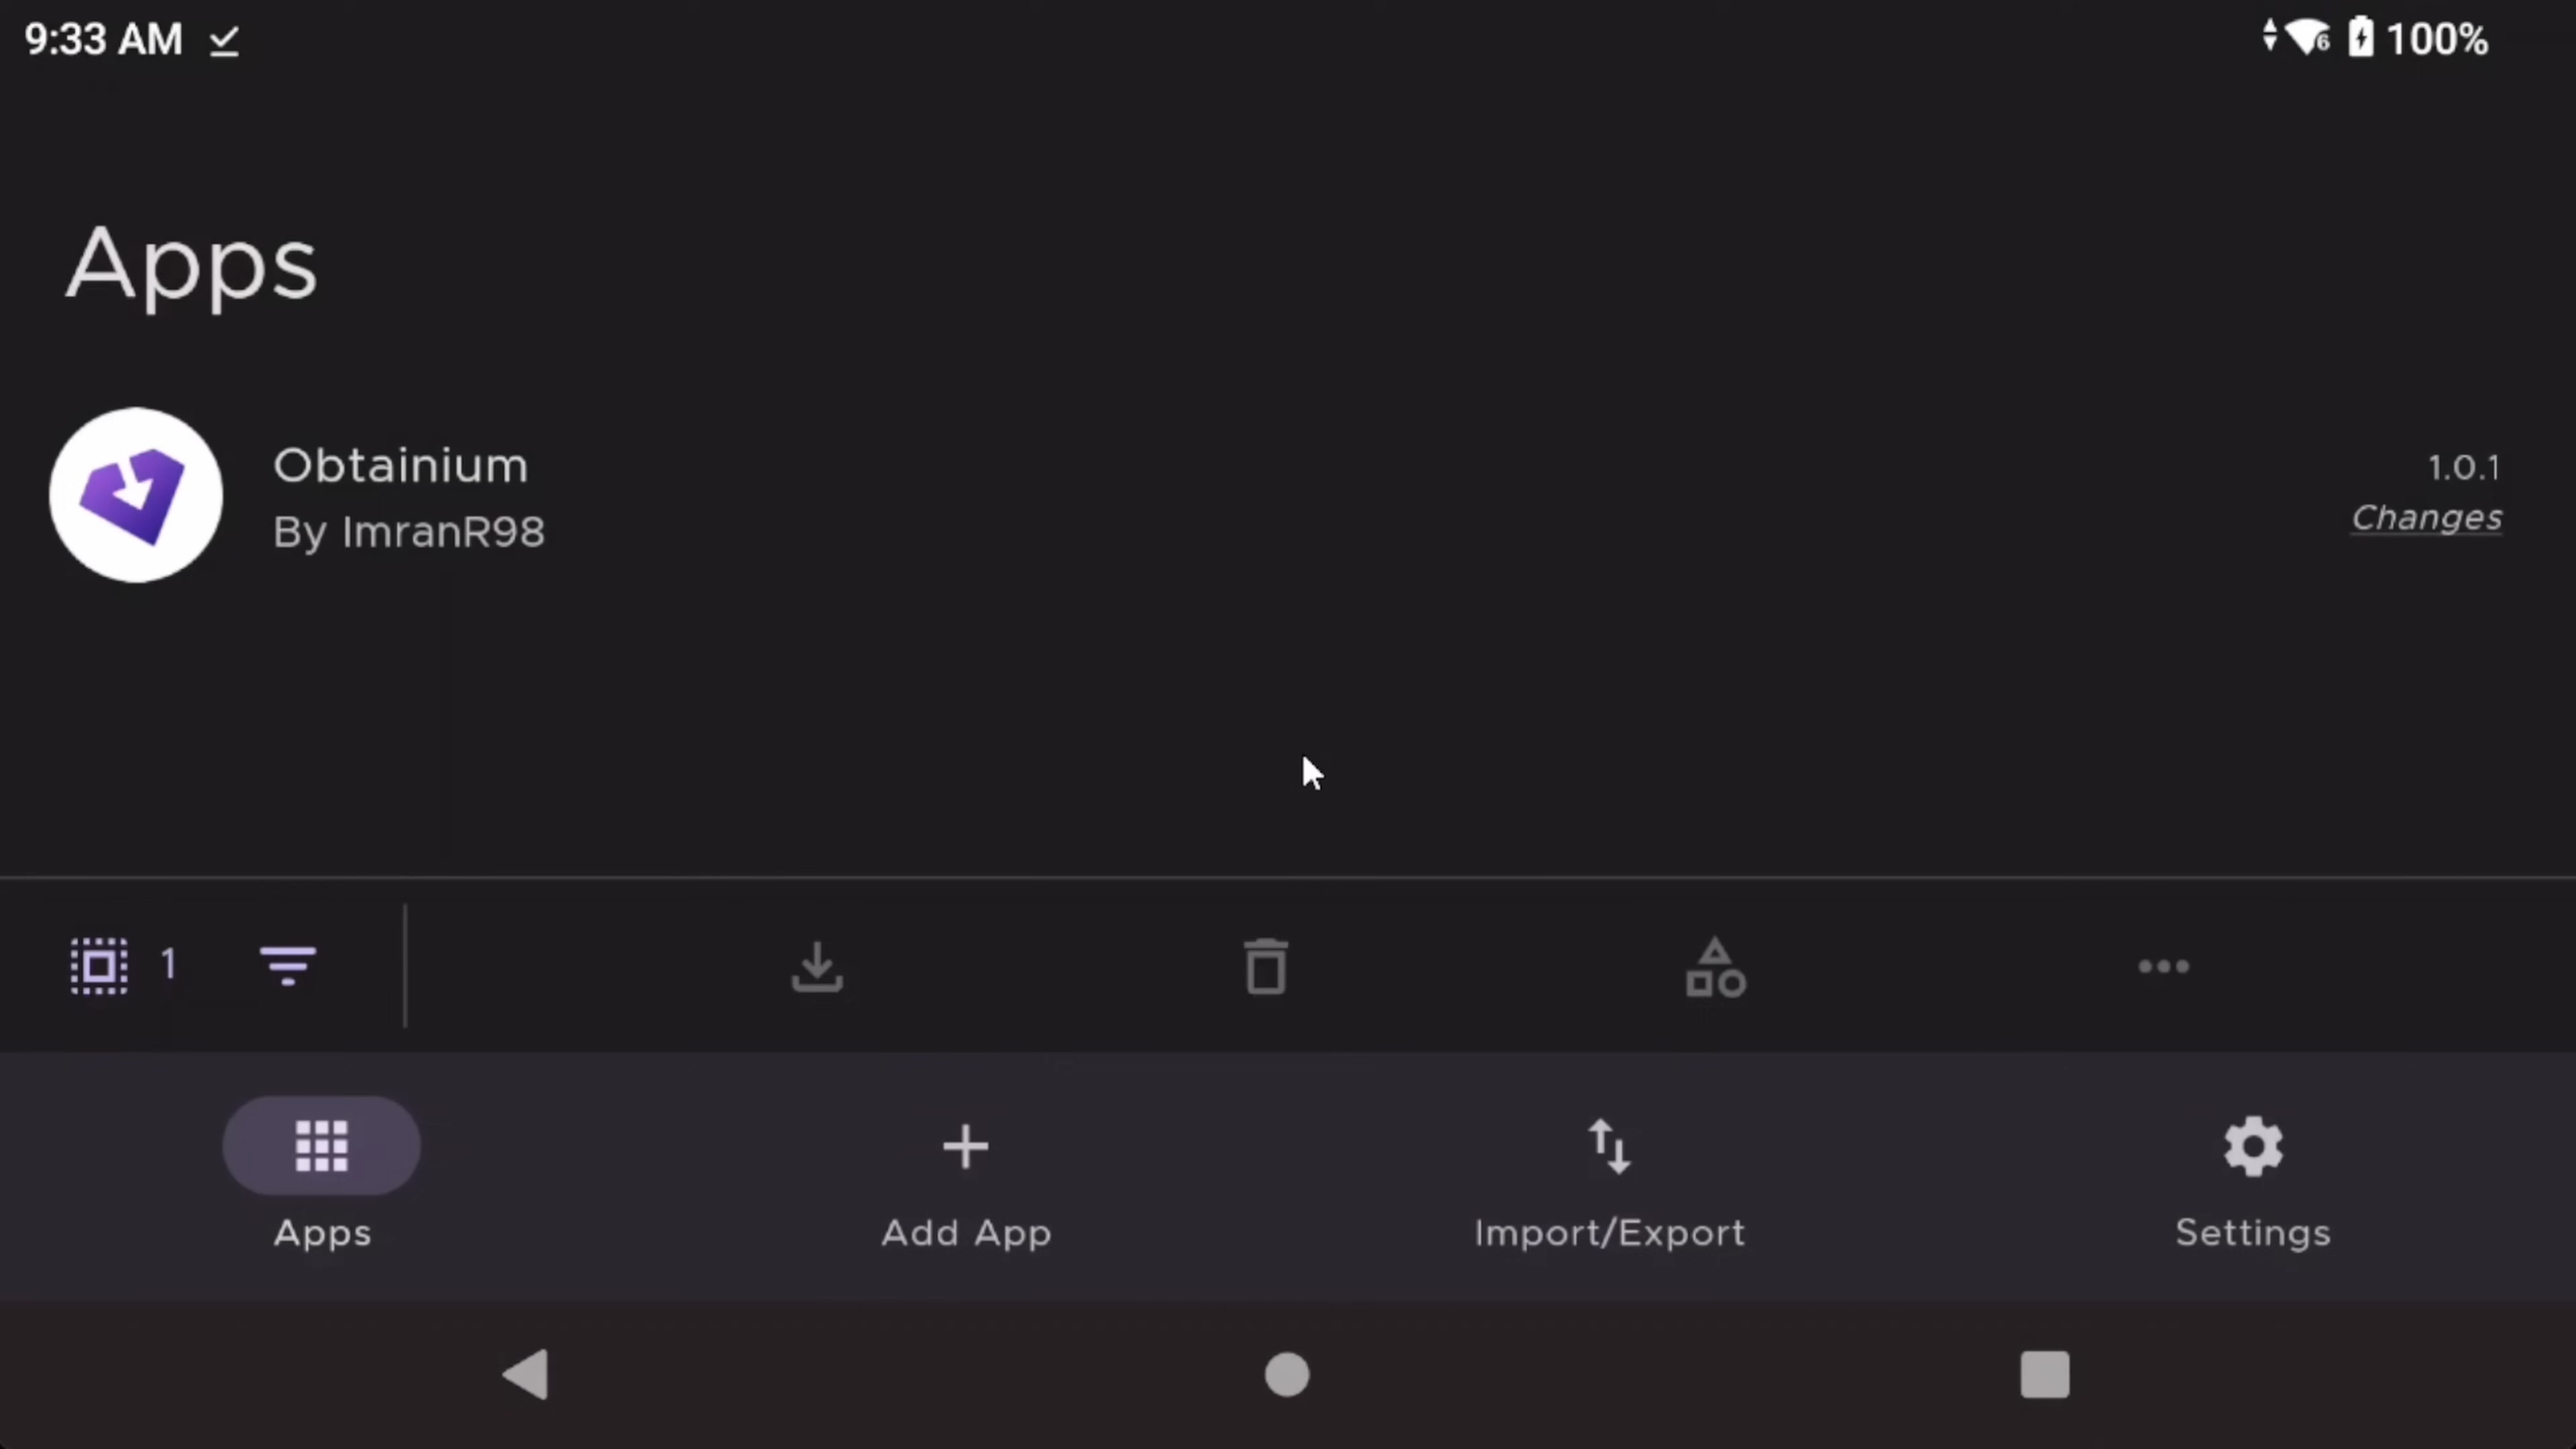 9:33 AM
6 100%
Apps
Obtainium
By ImranR98
1.0.1
Changes
1
Apps
Add App
Import/Export
Settings